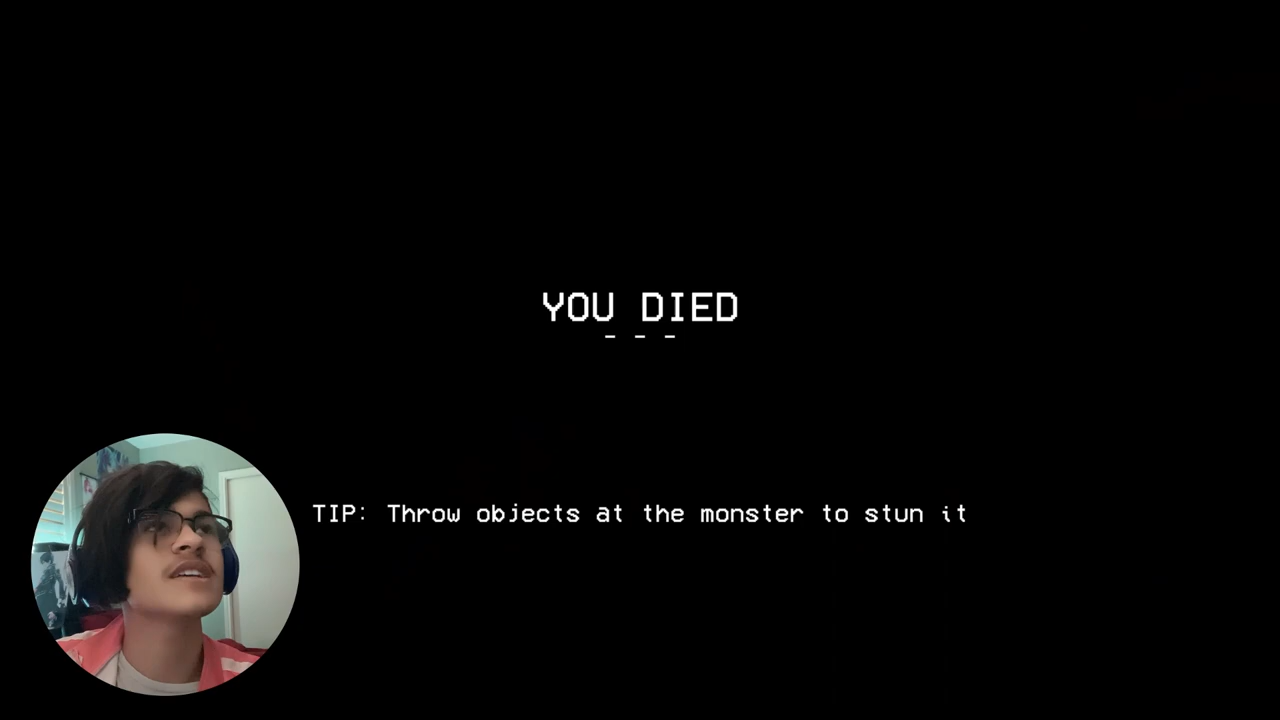 YOU DIED
- - -
TIP: Throw objects at the monster to stun it